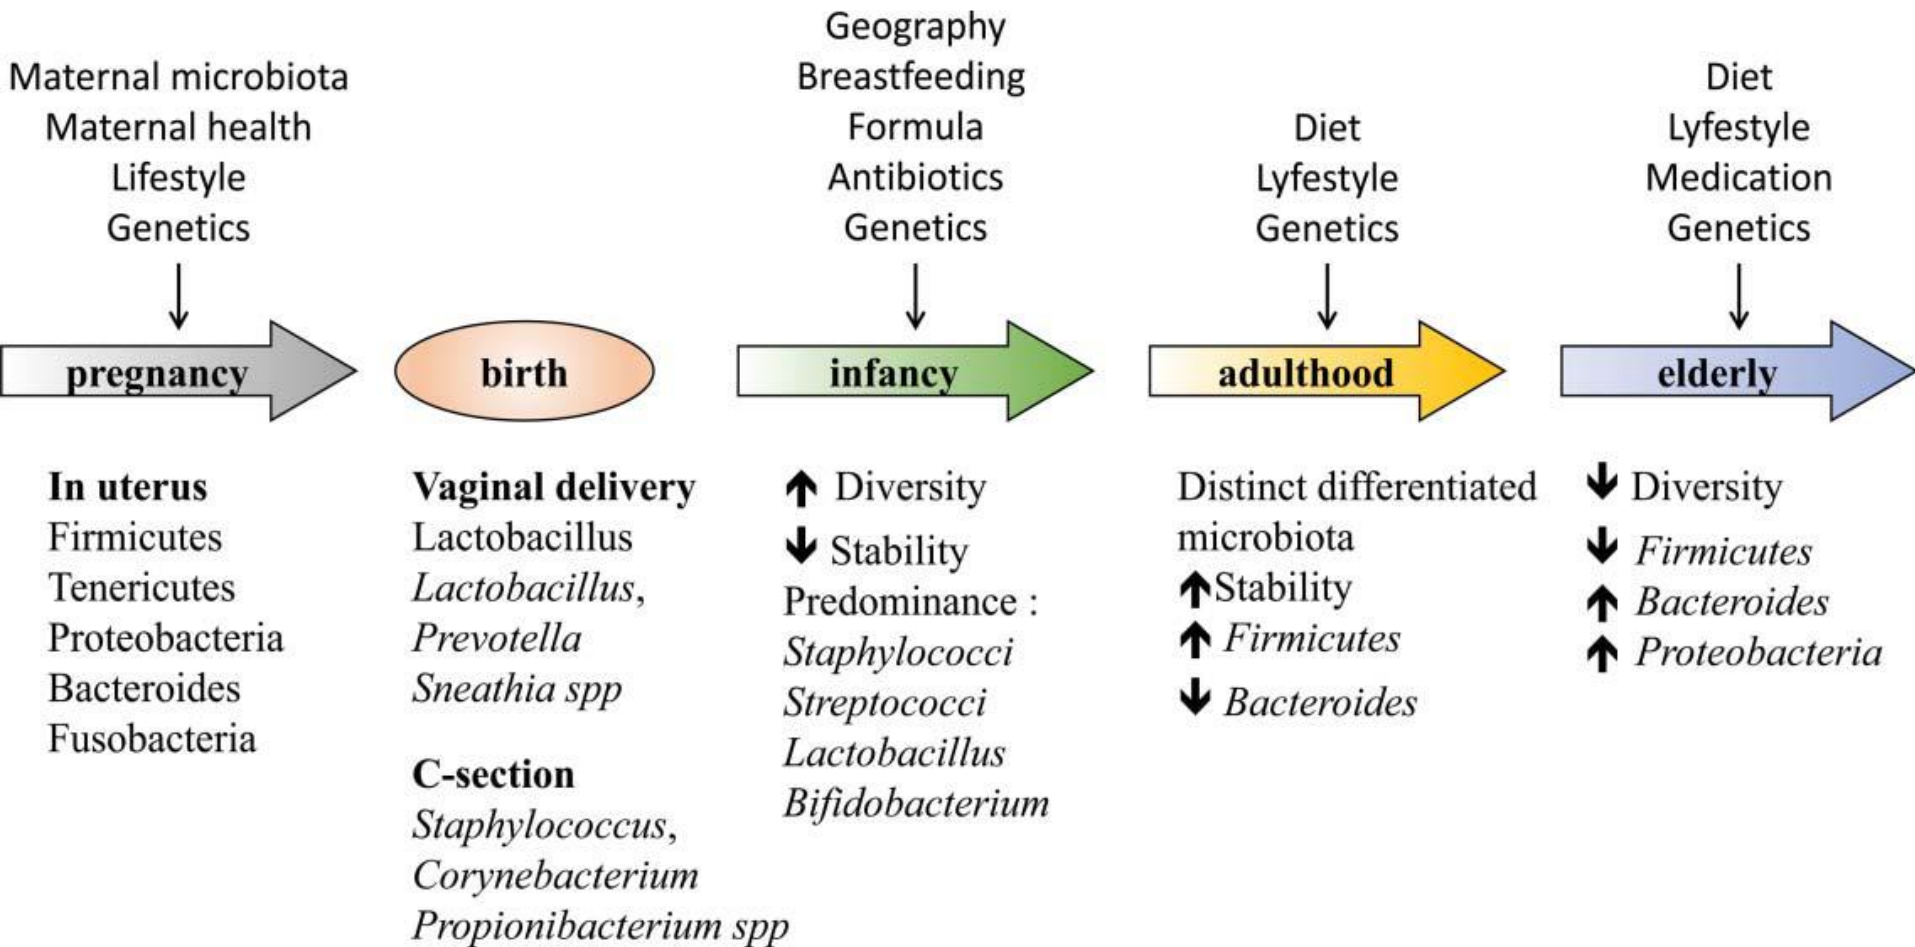 Maternal microbiota
Maternal health
Lifestyle
Genetics
pregnancy
In uterus
Firmicutes
Tenericutes
Proteobacteria
Bacteroides
Fusobacteria
birth
Vaginal delivery
Lactobacillus
Lactobacillus,
Prevotella
Sneathia spp
C-section
Staphylococcus,
Corynebacterium
Propionibacterium spp
Geography
Breastfeeding
Formula
Antibiotics
Genetics
infancy
↑ Diversity
↓ Stability
Predominance :
Staphylococci
Streptococci
Lactobacillus
Bifidobacterium
Diet
Lyfestyle
Genetics
adulthood
Distinct differentiated
microbiota
↑Stability
↑ Firmicutes
↓ Bacteroides
Diet
Lyfestyle
Medication
Genetics
elderly
↓ Diversity
↓ Firmicutes
↑ Bacteroides
↑ Proteobacteria